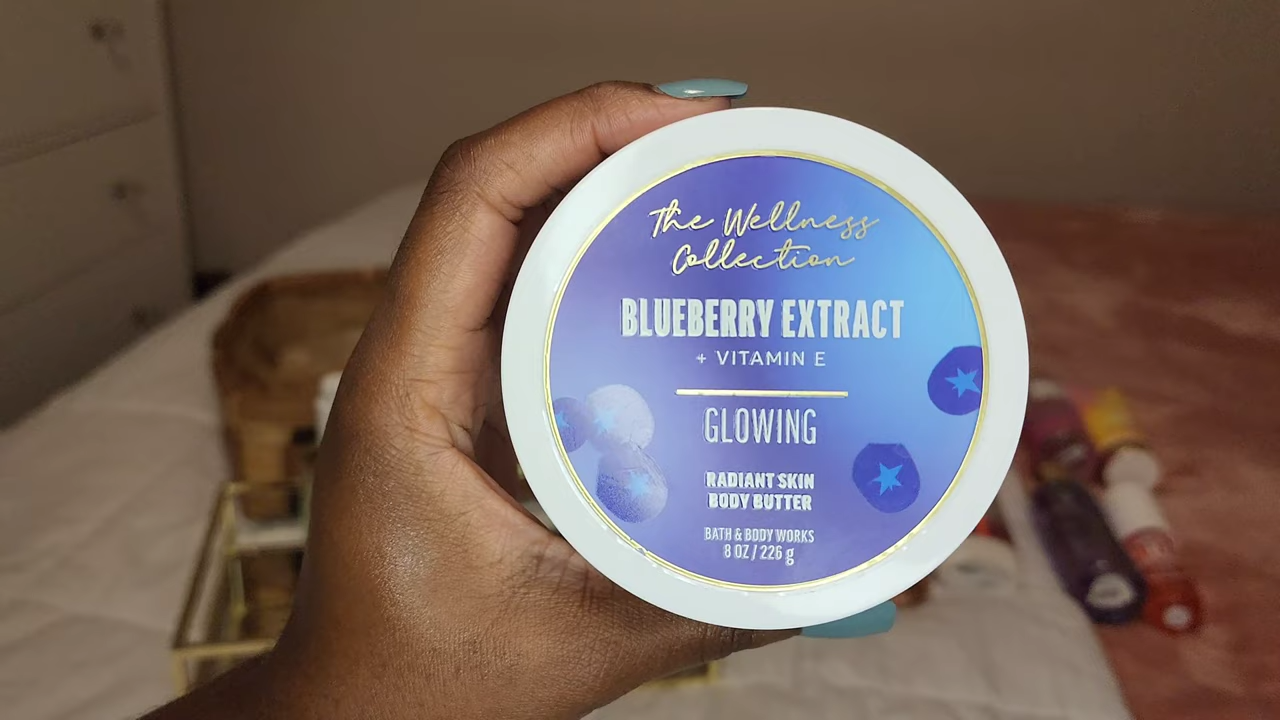 The Wellness
Collection
BLUEBERRY EXTRACT
+ VITAMIN E
GLOWING
RADIANT SKIN
BODY BUTTER
BATH & BODY WORKS
8 OZ / 226 g